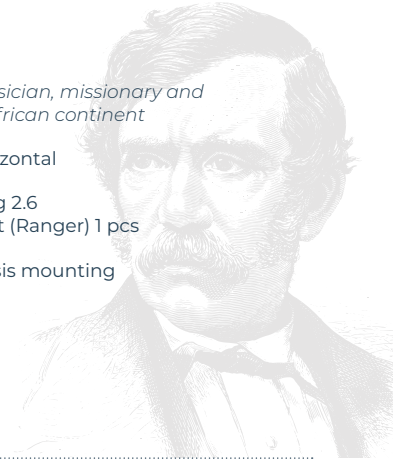 sician, missionary and
frican continent
zontal
g 2.6
t (Ranger) 1 pcs
sis mounting